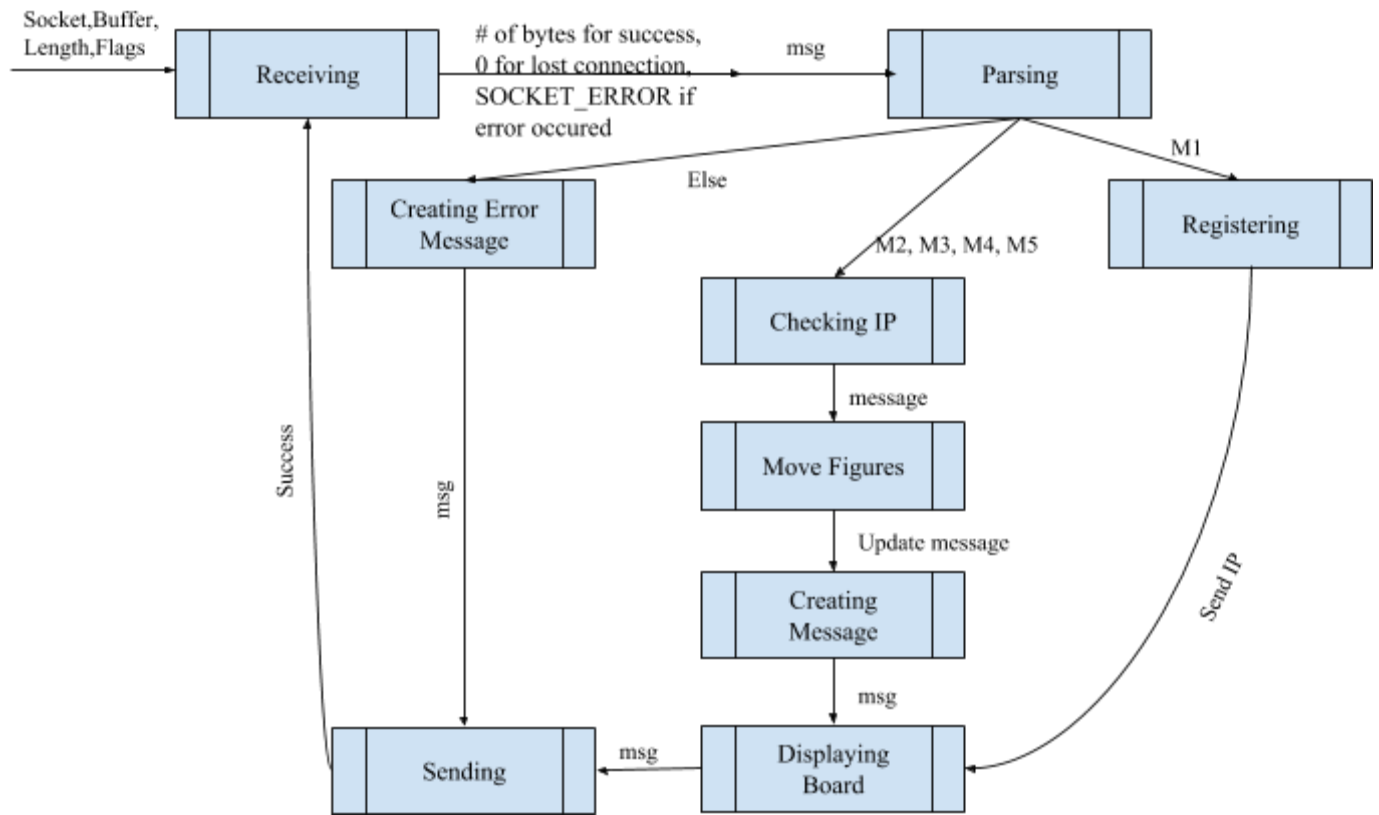 Socket,Buffer,
Length,Flags
Receiving
# of bytes for success,
0 for lost connection,
SOCKET_ERROR if
error occured
msg
Parsing
Else
M1
Creating Error
Message
M2, M3, M4, M5
Registering
Checking IP
message
Move Figures
Success
msg
Update message
Creating
Message
Send IP
msg
Sending
msg
Displaying
Board